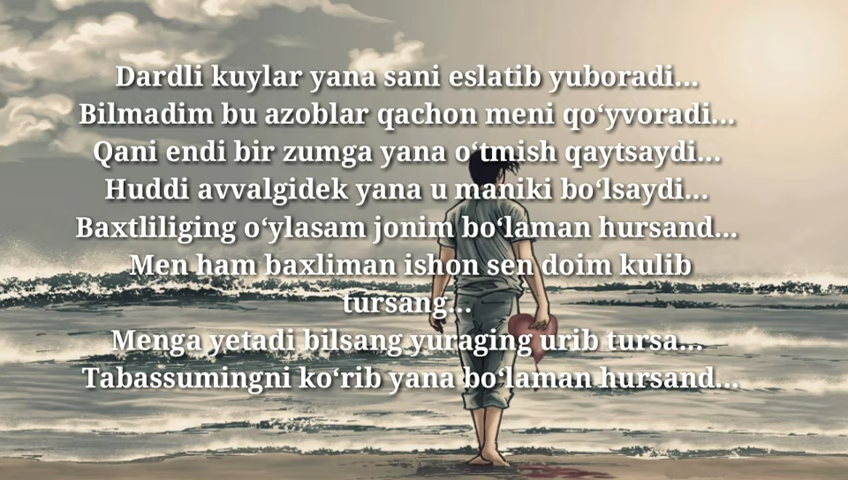 Dardli kuylar yana sani eslatib yuboradi...
Bilmadim bu azoblar qachon meni qo‘yvoradi...
Qani endi bir zumga yana o‘tmish qaytsaydi...
Huddi avvalgidek yana u maniki bo‘lsaydi...
Baxtliliging o‘ylasam jonim bo‘laman hursand...
Men ham baxliman ishon sen doim kulib
tursang...
Menga yetadi bilsang yuraging urib tursa...
Tabassumingni ko‘rib yana bo‘laman hursand...